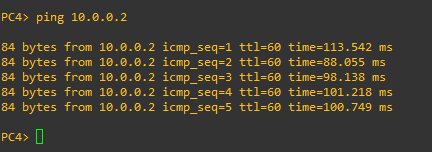 PC4> ping 10.0.0.2
84 bytes from 10.0.0.2 icmp_seq=1 ttl=60 time=113.542 ms
84 bytes from 10.0.0.2 icmp_seq=2 ttl=60 time=88.055 ms
84 bytes from 10.0.0.2 icmp_seq=3 ttl=60 time=98.138 ms
84 bytes from 10.0.0.2 icmp_seq=4 ttl=60 time=101.218 ms
84 bytes from 10.0.0.2 icmp_seq=5 ttl=60 time=100.749 ms
PC4>